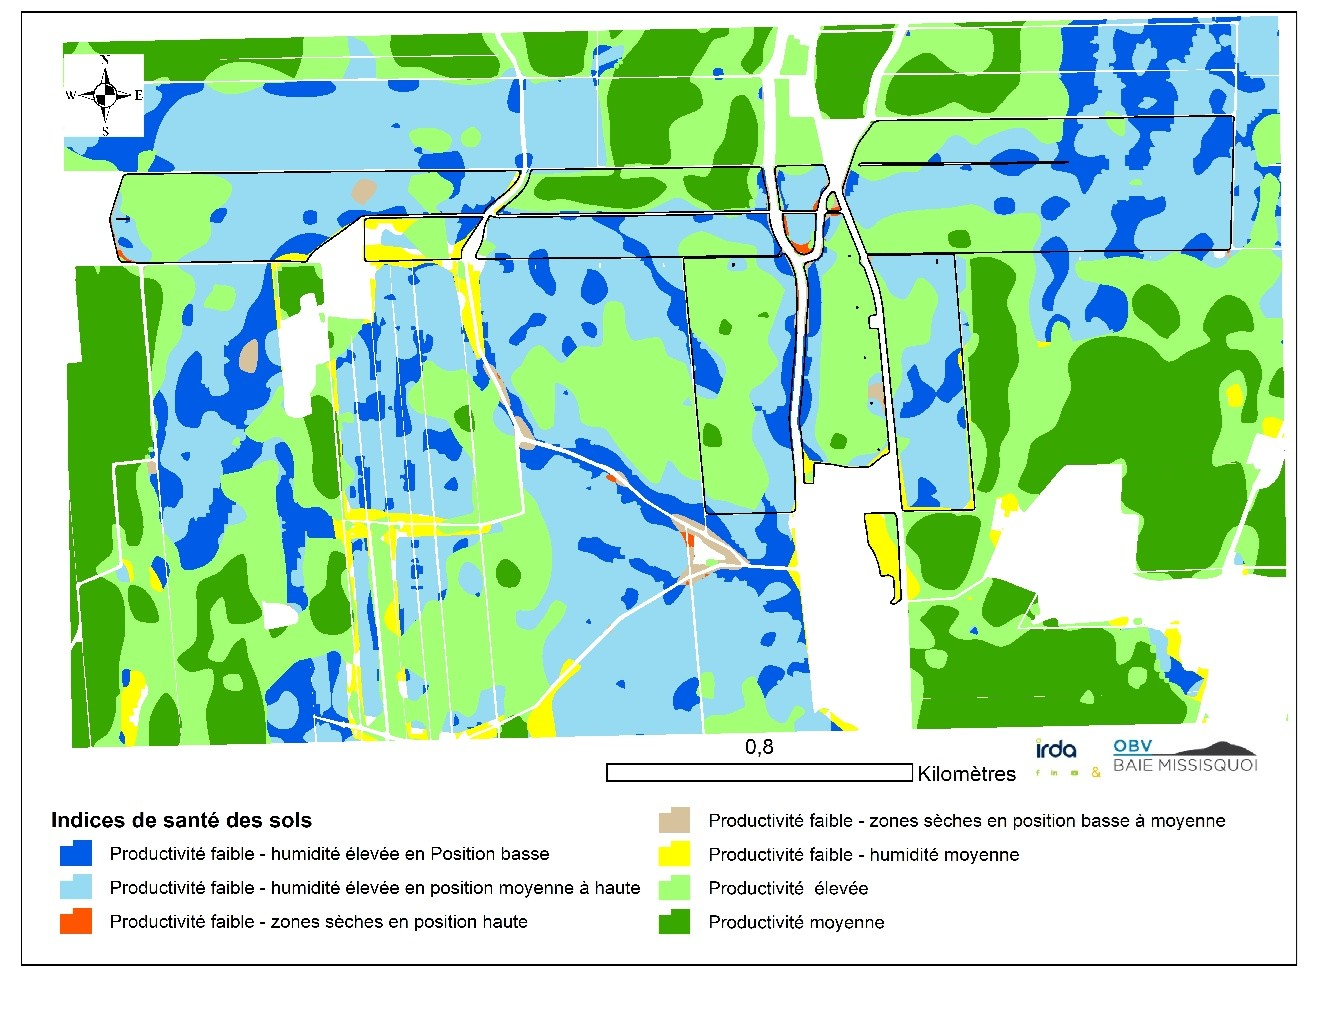 N
W E
S
0,8
Kilomètres
irda
f in &
OBV
BAIE MISSISQUOI
Indices de santé des sols
Productivité faible - humidité élevée en Position basse
Productivité faible - humidité élevée en position moyenne à haute
Productivité faible - zones sèches en position haute
Productivité faible - zones sèches en position basse à moyenne
Productivité faible - humidité moyenne
Productivité élevée
Productivité moyenne